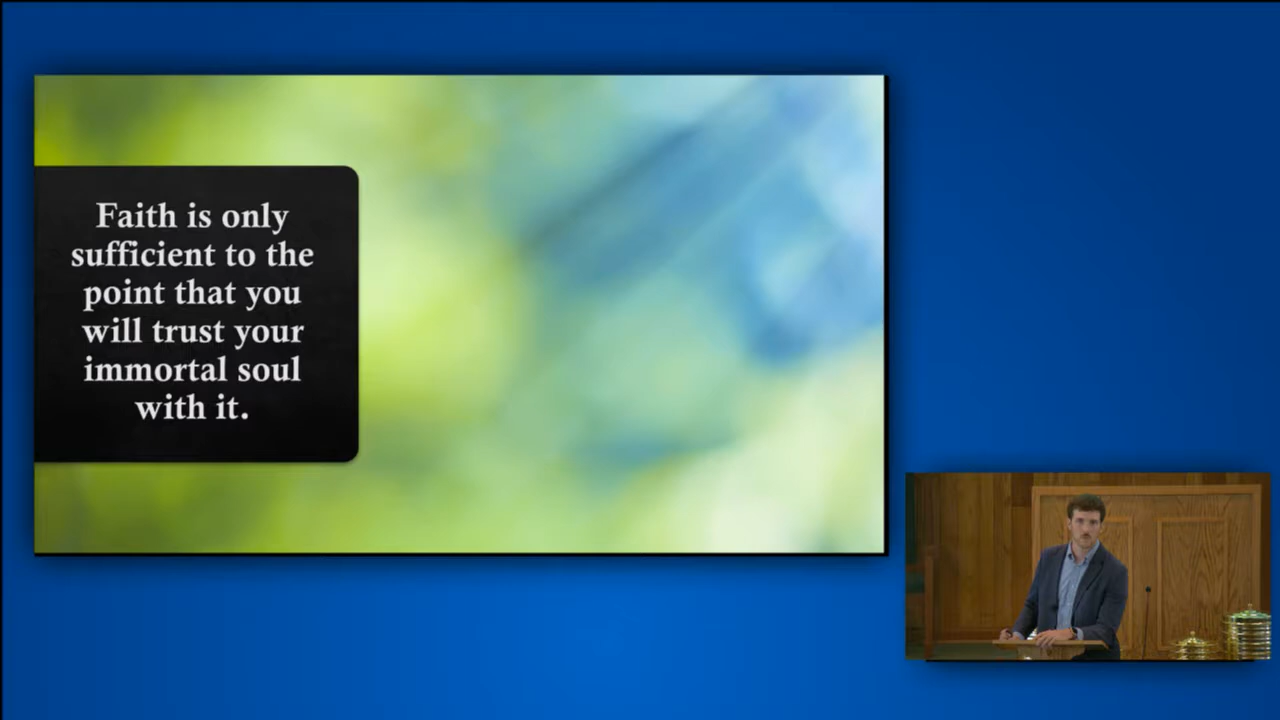 Faith is only
sufficient to the
point that you
will trust your
immortal soul
with it.